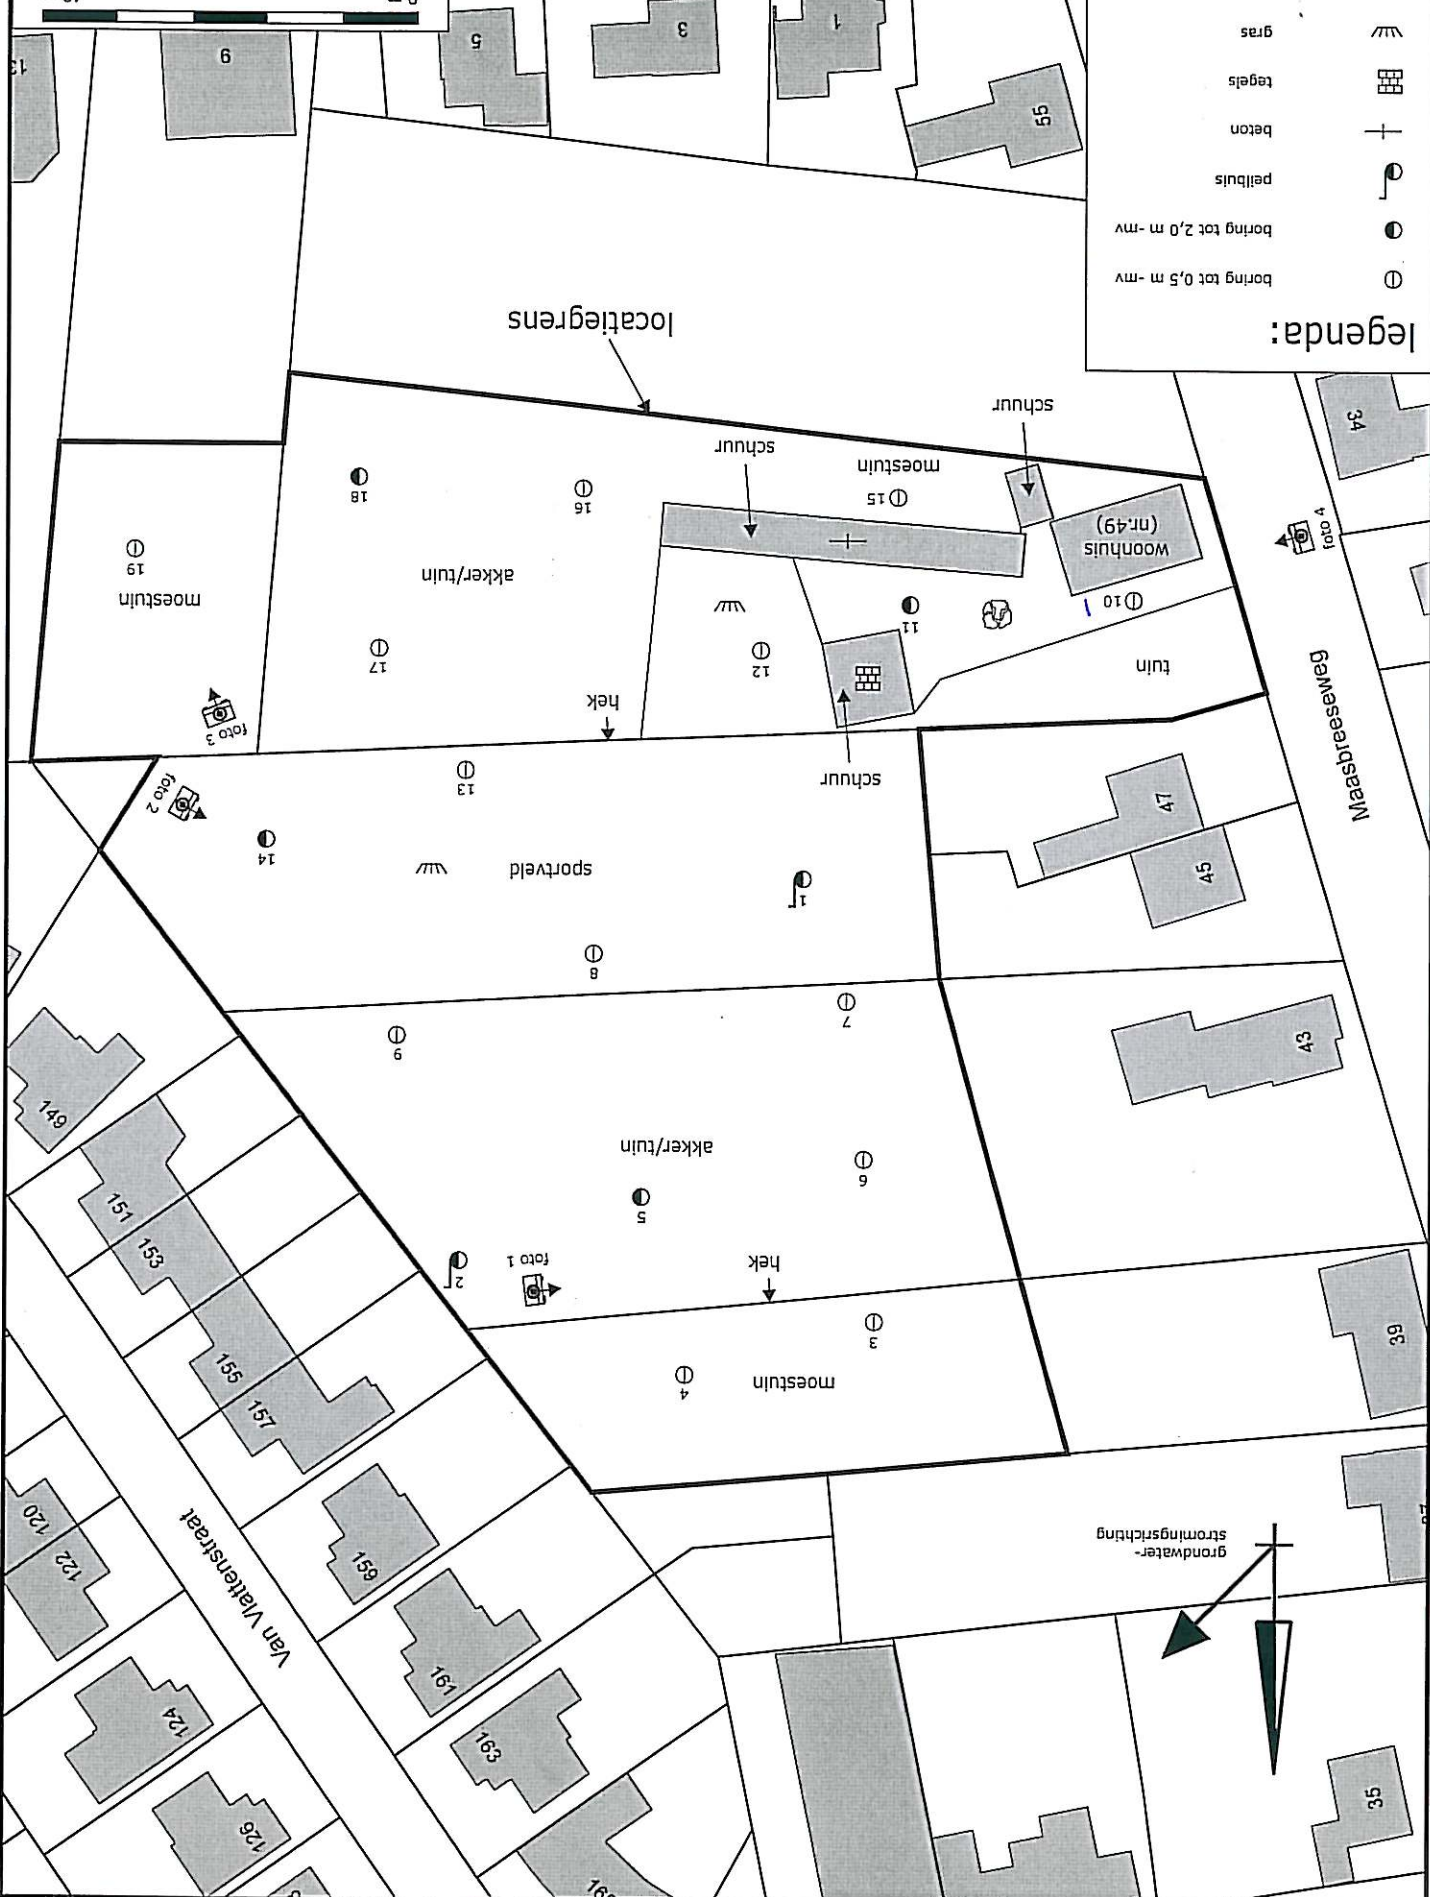 grondwater-
stromingsrichting
35
163
161
159
157
155
153
151
149
126
124
122
120
Van Vlattenstraat
39
43
45
47
Maasbreeseweg
34
moestuin
3
4
hek
foto 1
2
5
6
akker/tuin
7
9
8
sportveld
1
14
13
foto 2
schuur
hek
foto 3
tuin
12
17
10
11
moestuin
19
akker/tuin
woonhuis
(nr.49)
foto 4
15
16
18
moestuin
schuur
schuur
locatiegrens
legenda:
boring tot 0,5 m -mv
boring tot 2,0 m -mv
peilbuis
beton
tegels
gras
55
1
3
5
9
13
0 m